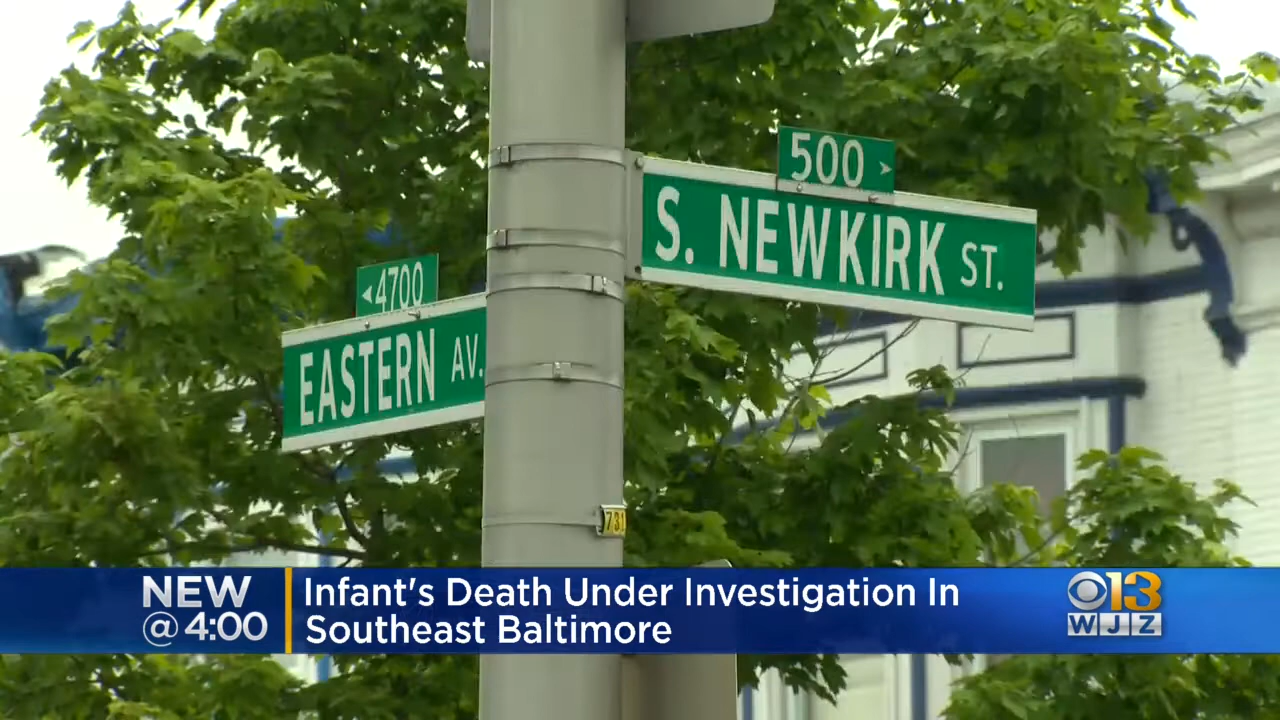 500
S. NEWKIRK ST.
4700
EASTERN AV.
731
NEW
@ 4:00
Infant's Death Under Investigation In
Southeast Baltimore
13
WJZ